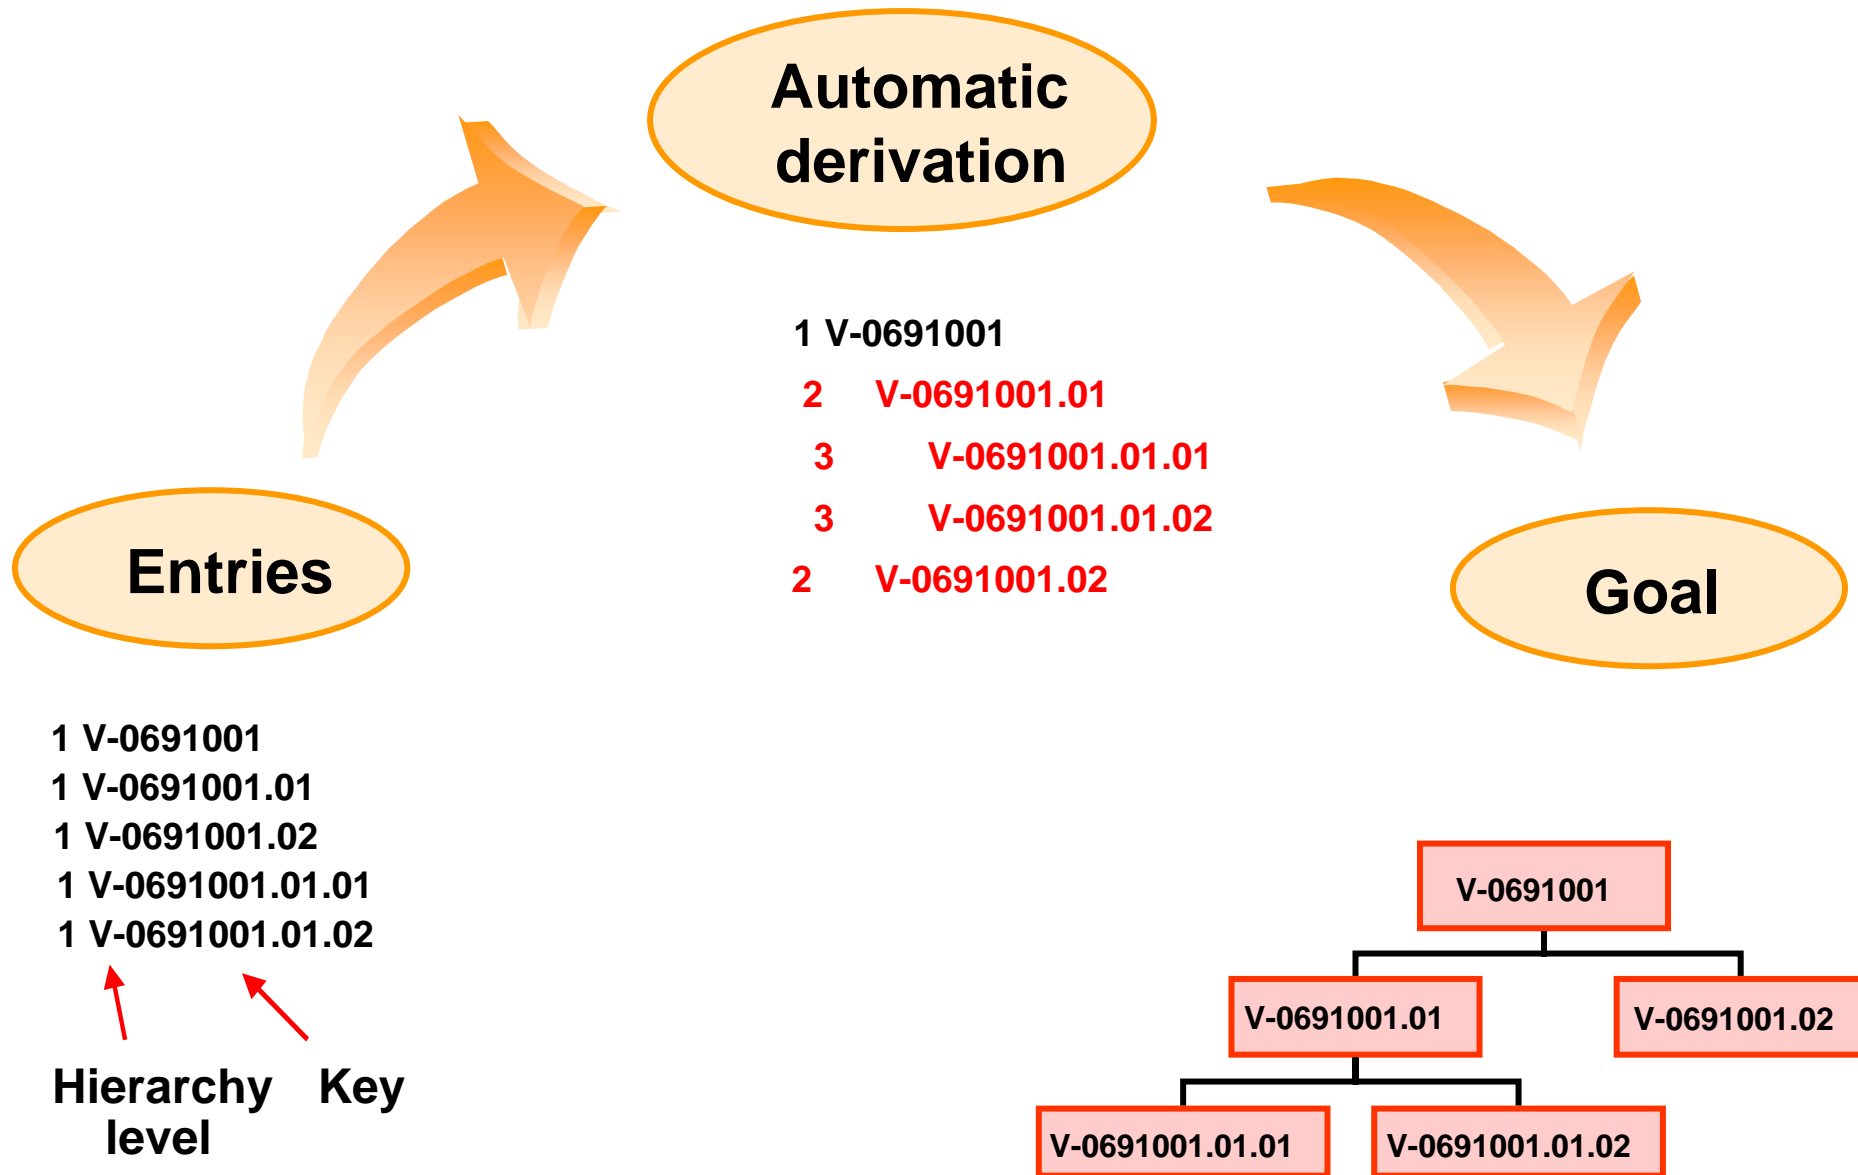 Automatic
derivation
1 V-0691001
2 V-0691001.01
3 V-0691001.01.01
3 V-0691001.01.02
2 V-0691001.02
Entries
1 V-0691001
1 V-0691001.01
1 V-0691001.02
1 V-0691001.01.01
1 V-0691001.01.02
Hierarchy Key
level
Goal
V-0691001
V-0691001.01 V-0691001.02
V-0691001.01.01 V-0691001.01.02